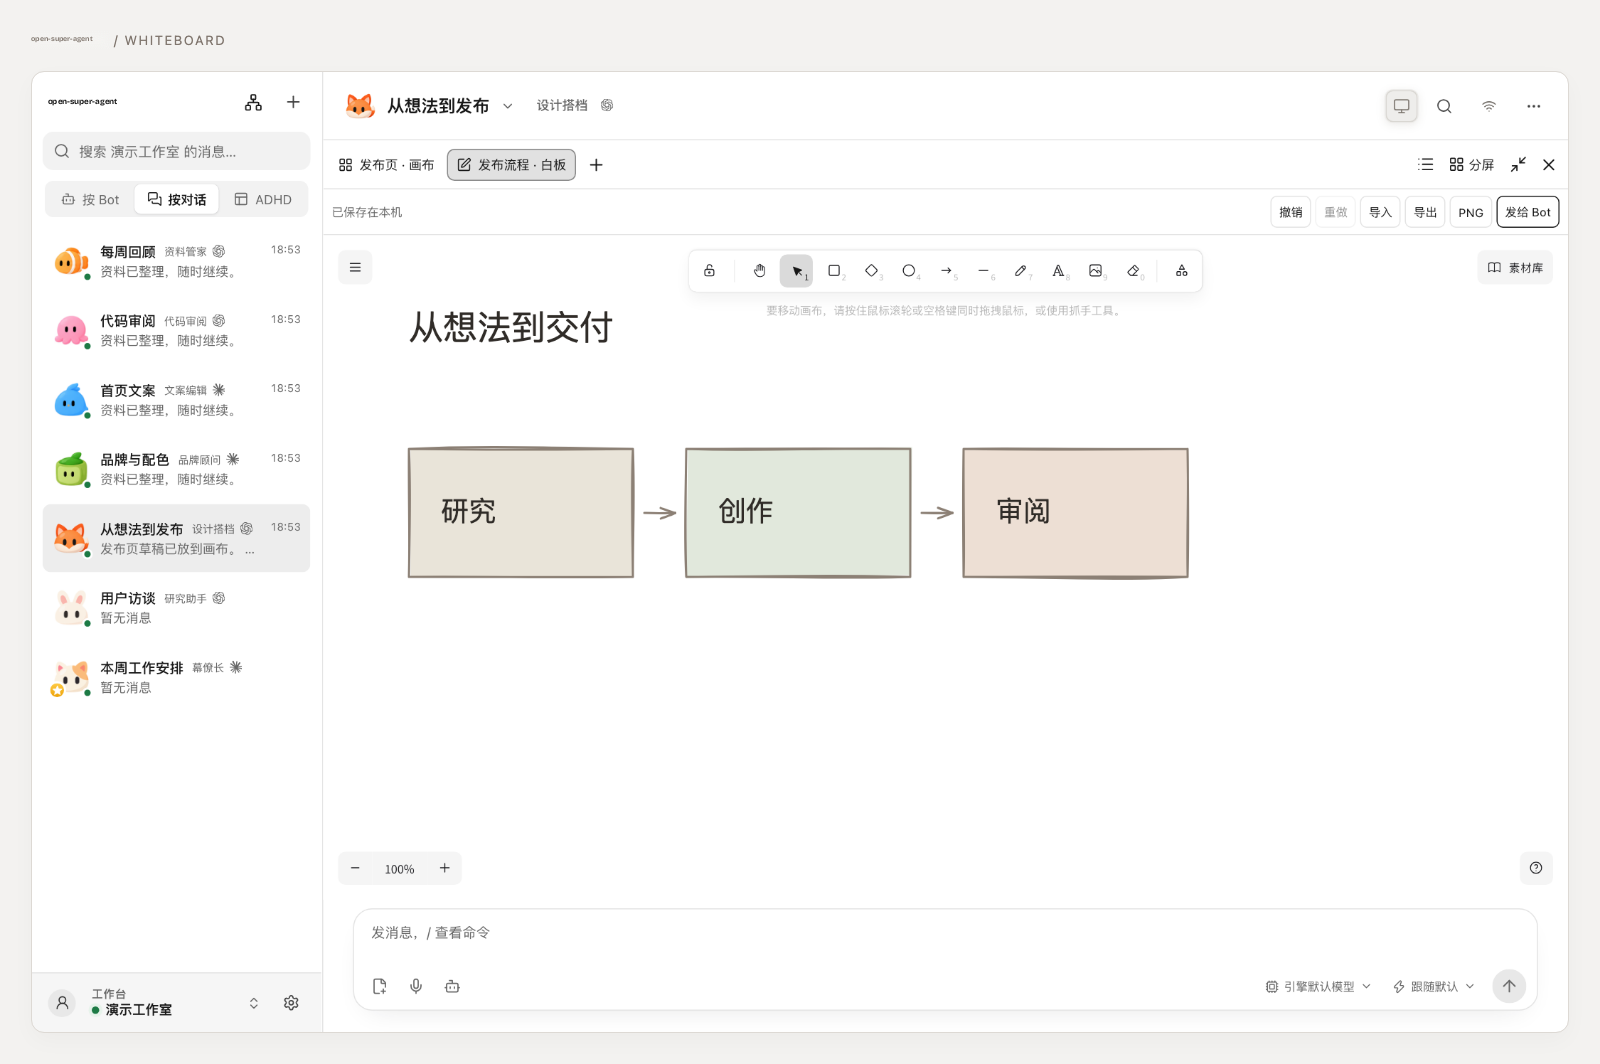 open-super-agent / WHITEBOARD
open-super-agent
搜索 演示工作室 的消息...
按 Bot
按对话
ADHD
每周回顾 资料管家 18:53
资料已整理，随时继续。
代码审阅 代码审阅 18:53
资料已整理，随时继续。
首页文案 文案编辑 18:53
资料已整理，随时继续。
品牌与配色 品牌顾问 18:53
资料已整理，随时继续。
从想法到发布 设计搭档 18:53
发布页草稿已放到画布。 ...
用户访谈 研究助手
暂无消息
本周工作安排 幕僚长
暂无消息
工作台
演示工作室
从想法到发布 设计搭档
发布页 · 画布
发布流程 · 白板
分屏
已保存在本机
撤销
重做
导入
导出
PNG
发给 Bot
1 2 3 4 5 6 7 8 9 0
素材库
要移动画布，请按住鼠标滚轮或空格键同时拖拽鼠标，或使用抓手工具。
从想法到交付
研究
创作
审阅
100%
发消息，/ 查看命令
引擎默认模型
跟随默认